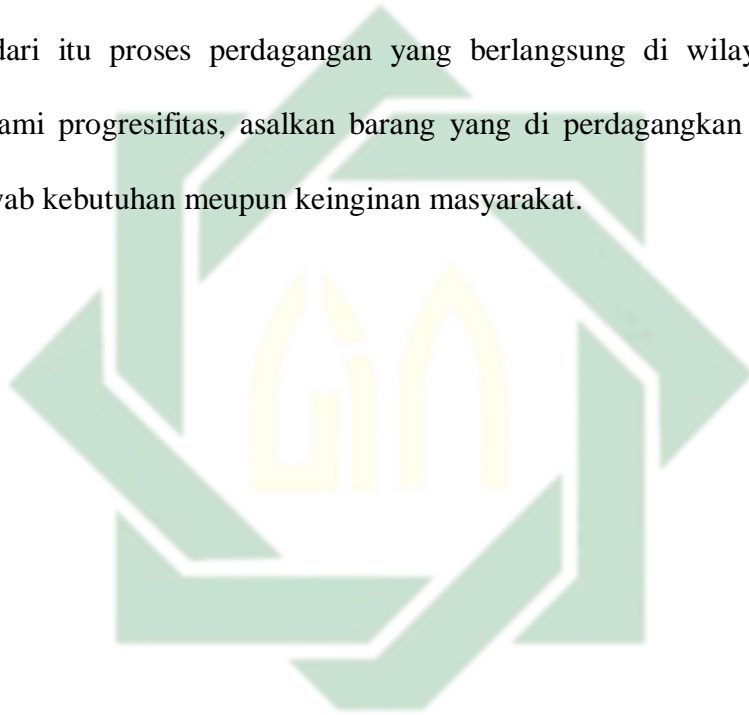 dari itu proses perdagangan yang berlangsung di wilay
ami progresifitas, asalkan barang yang di perdagangkan
ab kebutuhan meupun keinginan masyarakat.
UIN